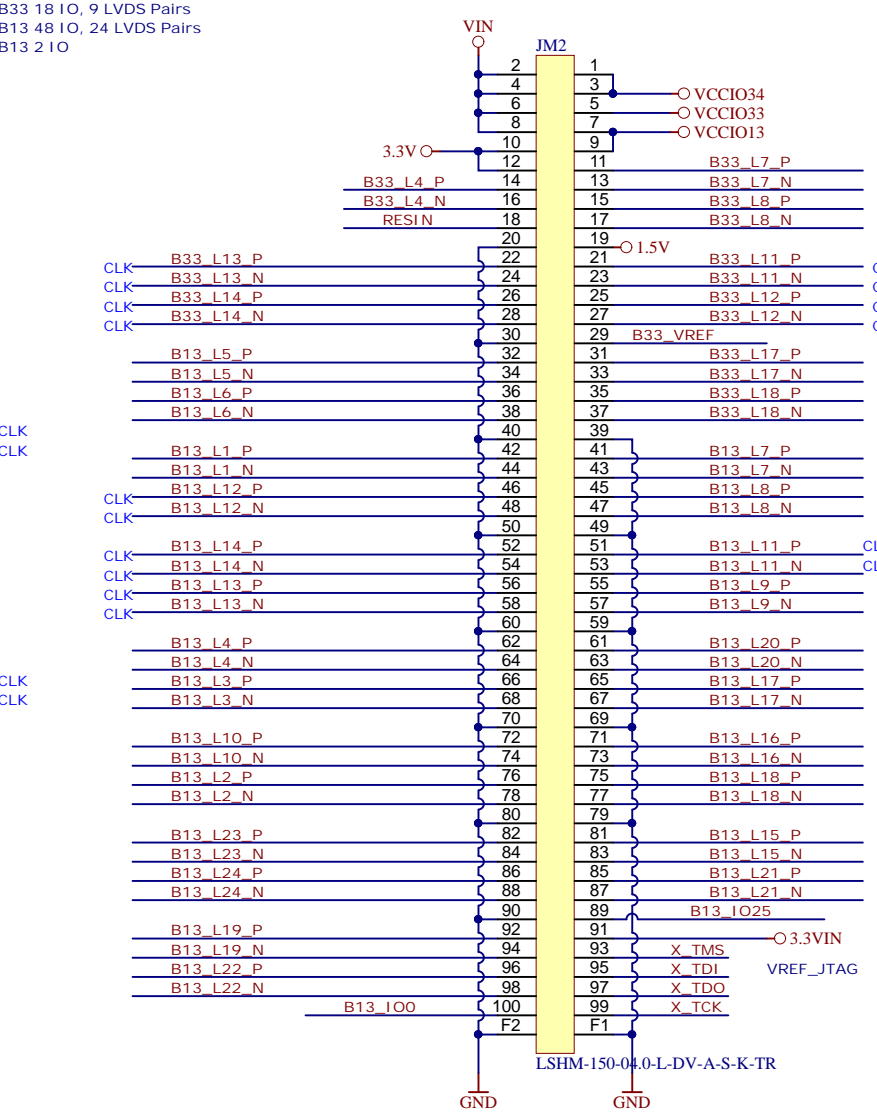 B33 18 IO, 9 LVDS Pairs
B13 48 IO, 24 LVDS Pairs
B13 2 IO
VIN
JM2
2 1
4 3 VCCIO34
6 5 VCCIO33
8 7 VCCIO13
3.3V 10 9
12 11 B33_L7_P
B33_L4_P 14 13 B33_L7_N
B33_L4_N 16 15 B33_L8_P
RESIN 18 17 B33_L8_N
20 19 1.5V
CLK B33_L13_P 22 21 B33_L11_P
CLK B33_L13_N 24 23 B33_L11_N
CLK B33_L14_P 26 25 B33_L12_P
CLK B33_L14_N 28 27 B33_L12_N
30 29 B33_VREF
B13_L5_P 32 31 B33_L17_P
B13_L5_N 34 33 B33_L17_N
B13_L6_P 36 35 B33_L18_P
B13_L6_N 38 37 B33_L18_N
CLK 40 39
CLK B13_L1_P 42 41 B13_L7_P
B13_L1_N 44 43 B13_L7_N
CLK B13_L12_P 46 45 B13_L8_P
CLK B13_L12_N 48 47 B13_L8_N
50 49
CLK B13_L14_P 52 51 B13_L11_P
CLK B13_L14_N 54 53 B13_L11_N
CLK B13_L13_P 56 55 B13_L9_P
CLK B13_L13_N 58 57 B13_L9_N
60 59
B13_L4_P 62 61 B13_L20_P
B13_L4_N 64 63 B13_L20_N
CLK B13_L3_P 66 65 B13_L17_P
CLK B13_L3_N 68 67 B13_L17_N
70 69
B13_L10_P 72 71 B13_L16_P
B13_L10_N 74 73 B13_L16_N
B13_L2_P 76 75 B13_L18_P
B13_L2_N 78 77 B13_L18_N
80 79
B13_L23_P 82 81 B13_L15_P
B13_L23_N 84 83 B13_L15_N
B13_L24_P 86 85 B13_L21_P
B13_L24_N 88 87 B13_L21_N
90 89 B13_IO25
B13_L19_P 92 91 3.3VIN
B13_L19_N 94 93 X_TMS
B13_L22_P 96 95 X_TDI VREF_JTAG
B13_L22_N 98 97 X_TDO
B13_IO0 100 99 X_TCK
F2 F1
LSHM-150-04.0-L-DV-A-S-K-TR
GND GND